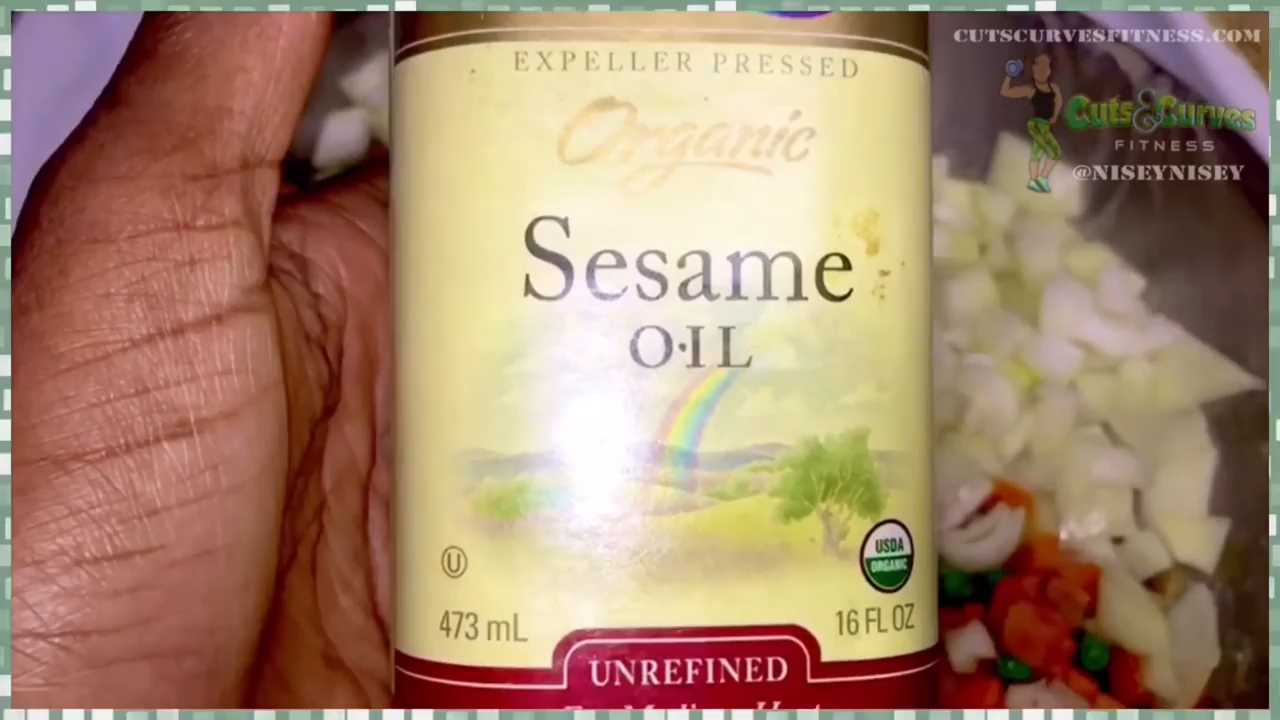 CUTSCURVESFITNESS.COM
Cuts&Curves
FITNESS
@NISEYNISEY
EXPELLER PRESSED
Organic
Sesame
OIL
U
USDA
ORGANIC
473 mL
16 FL OZ
UNREFINED